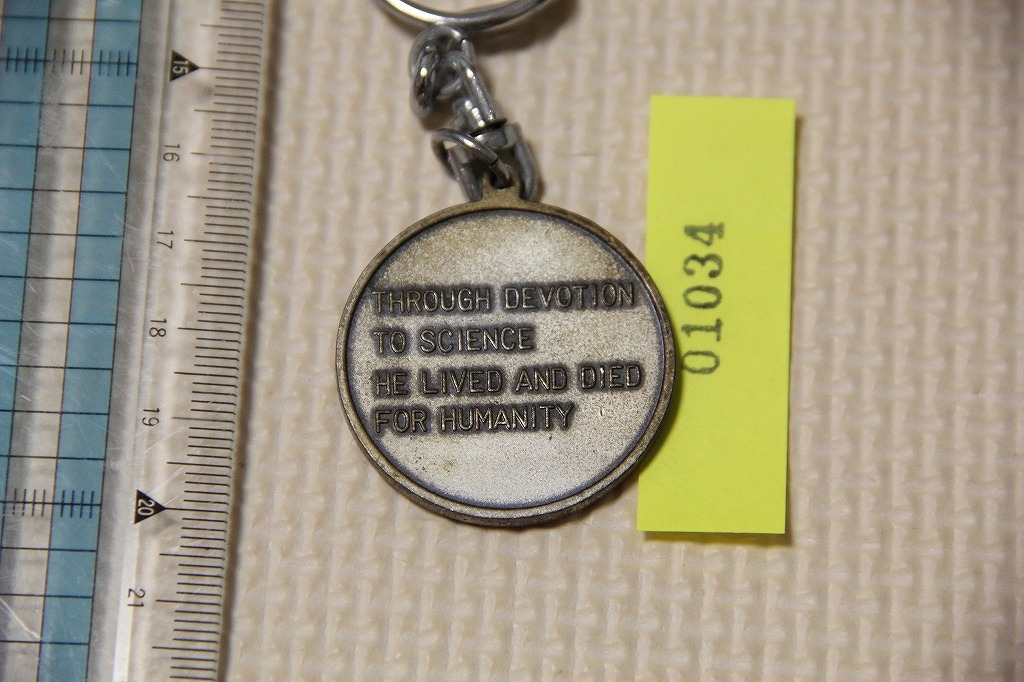 THROUGH DEVOTION
TO SCIENCE
HE LIVED AND DIED
FOR HUMANITY
01034
15
16
17
18
19
20
21